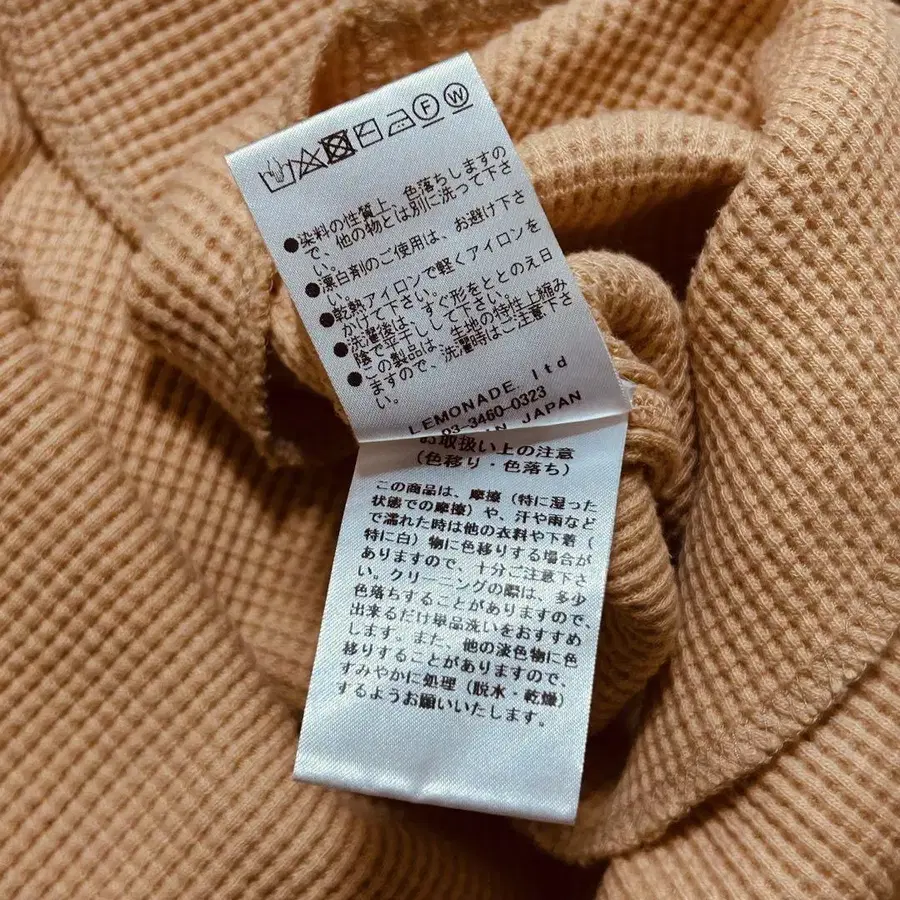 F W
●染料の性質上、色落ちしますの
で、他の物とは別に洗って下さ
い。
●漂白剤のご使用は、お避け下さ
い。
●乾熱アイロンで軽くアイロンを
かけて下さい。
●洗濯後は、すぐ形をととのえ日
陰で平干しして下さい。
●この製品は、生地の特性上縮み
ますので、洗濯時はご注意下さ
い。
LEMONADE. ltd
03-3460-0323
IN JAPAN
お取扱い上の注意
(色移り・色落ち)
この商品は、摩擦(特に湿った
状態での摩擦)や、汗や雨など
で濡れた時は他の衣料や下着(
特に白)物に色移りする場合が
ありますので、十分ご注意下さ
い。クリーニングの際は、多少
色落ちすることがありますので、
出来るだけ単品洗いをおすすめ
します。また、他の淡色物に色
移りすることがありますので、
すみやかに処理(脱水・乾燥)
するようお願いいたします。